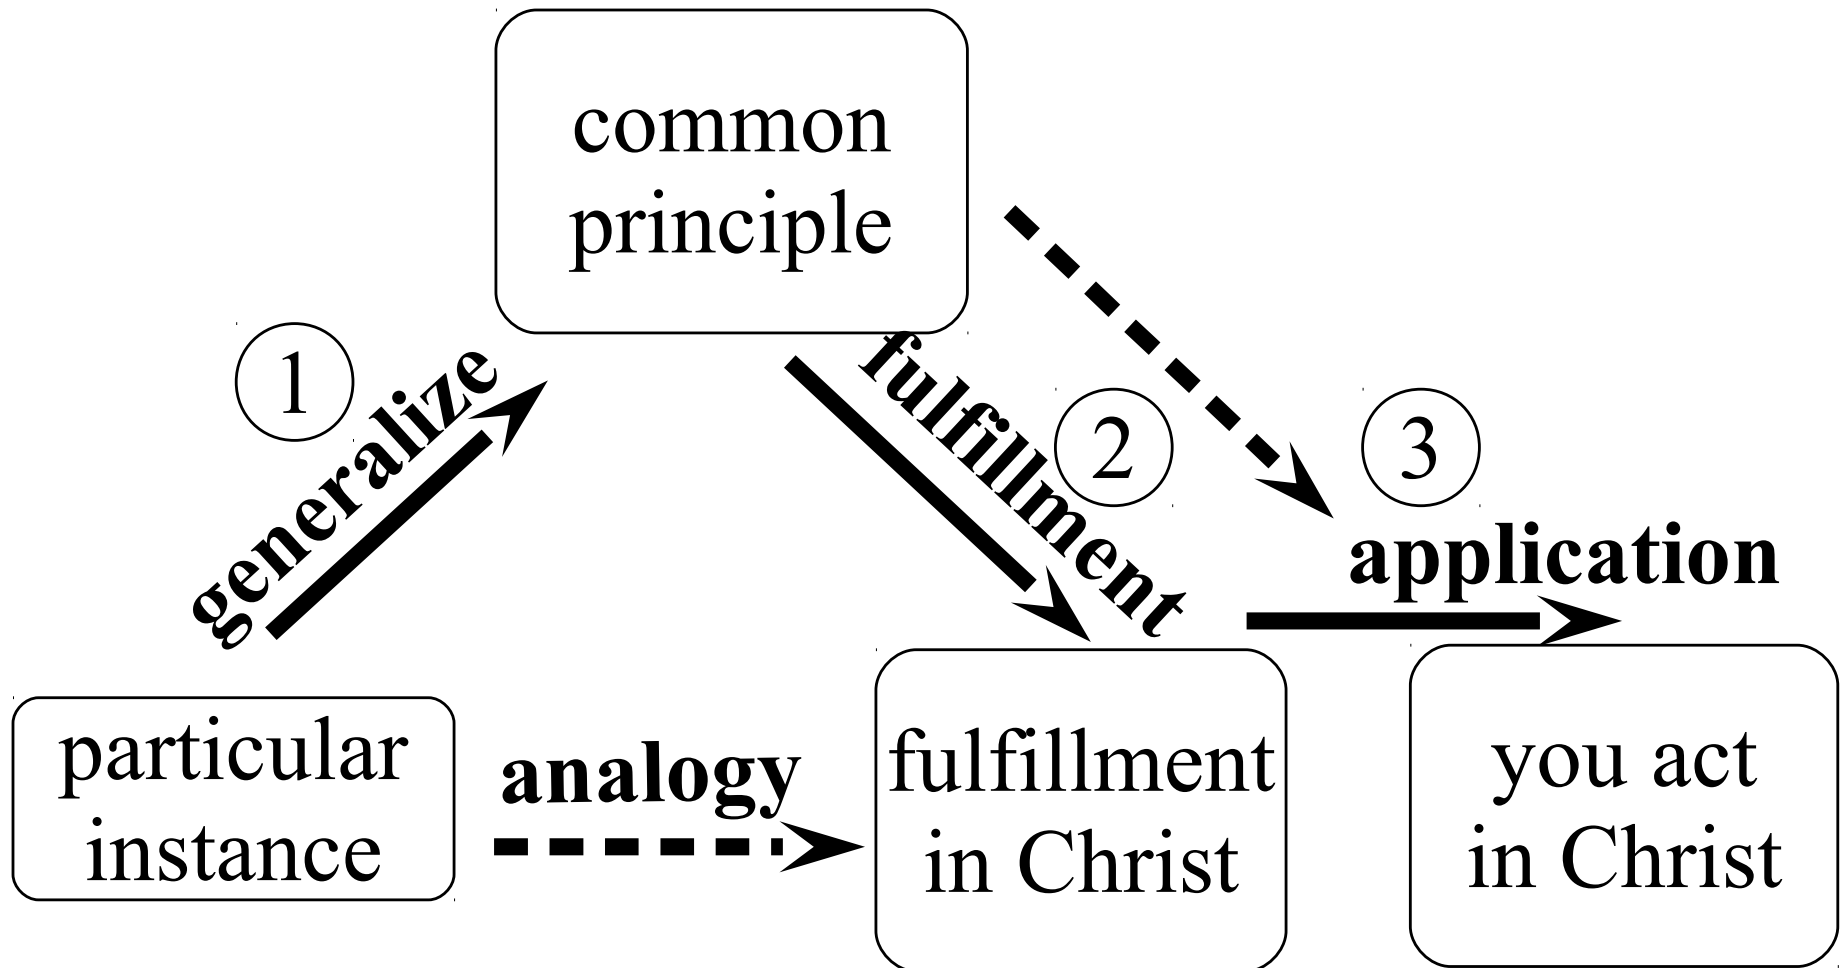 common
principle
1
generalize
fulfillment
2
3
application
particular
instance
analogy
fulfillment
in Christ
you act
in Christ